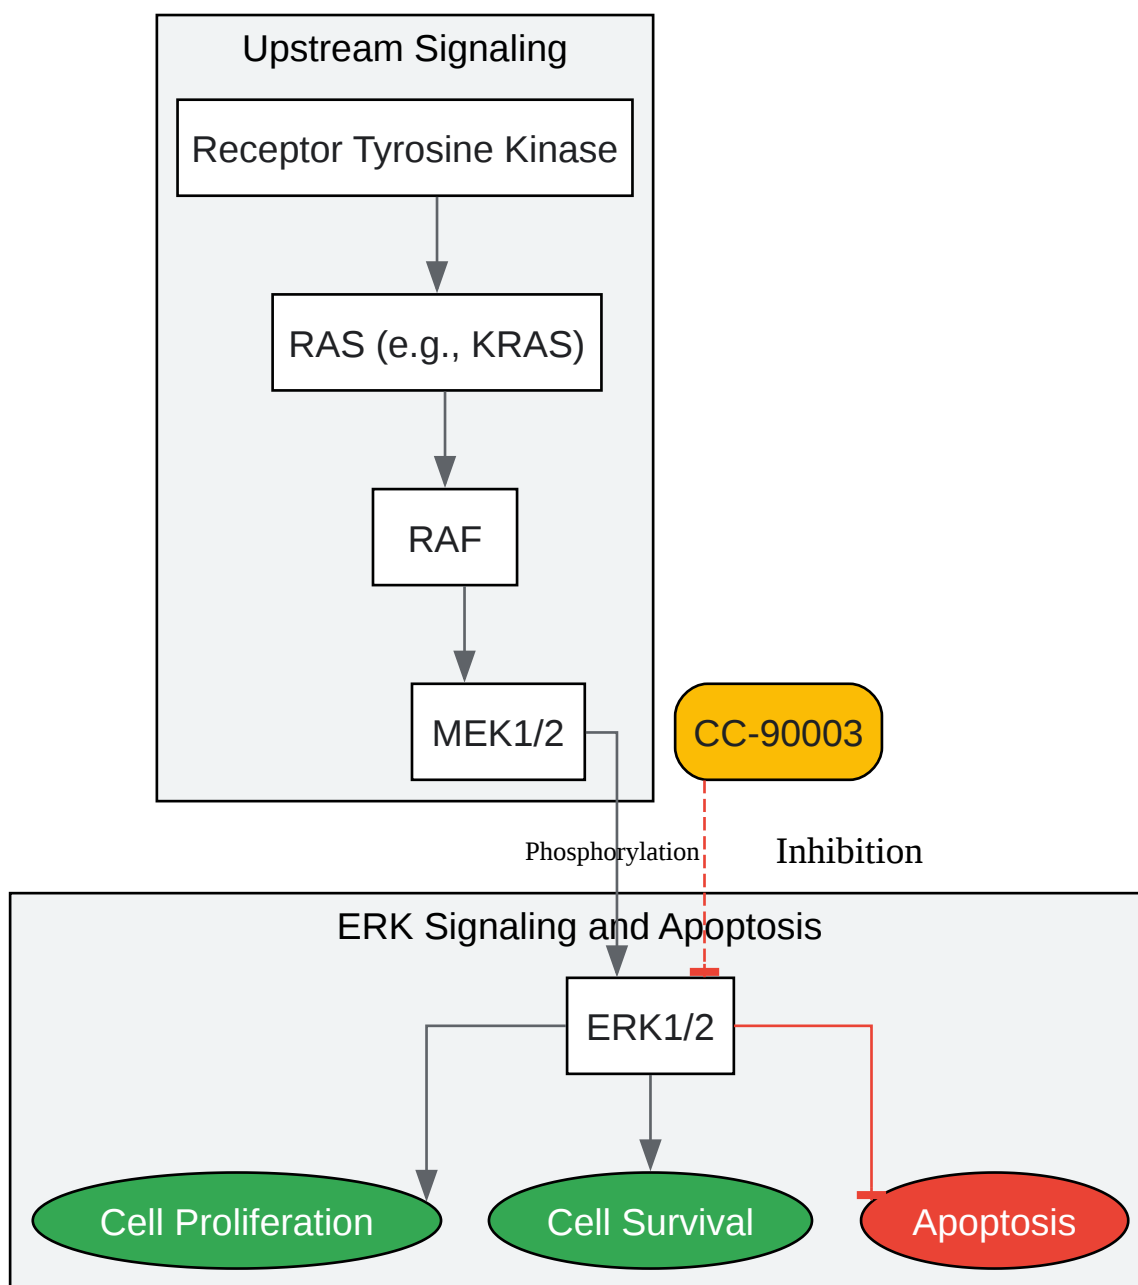 Upstream Signaling
Receptor Tyrosine Kinase
RAS (e.g., KRAS)
RAF
MEK1/2
CC-90003
Phosphorylation
Inhibition
ERK Signaling and Apoptosis
ERK1/2
Cell Proliferation
Cell Survival
Apoptosis